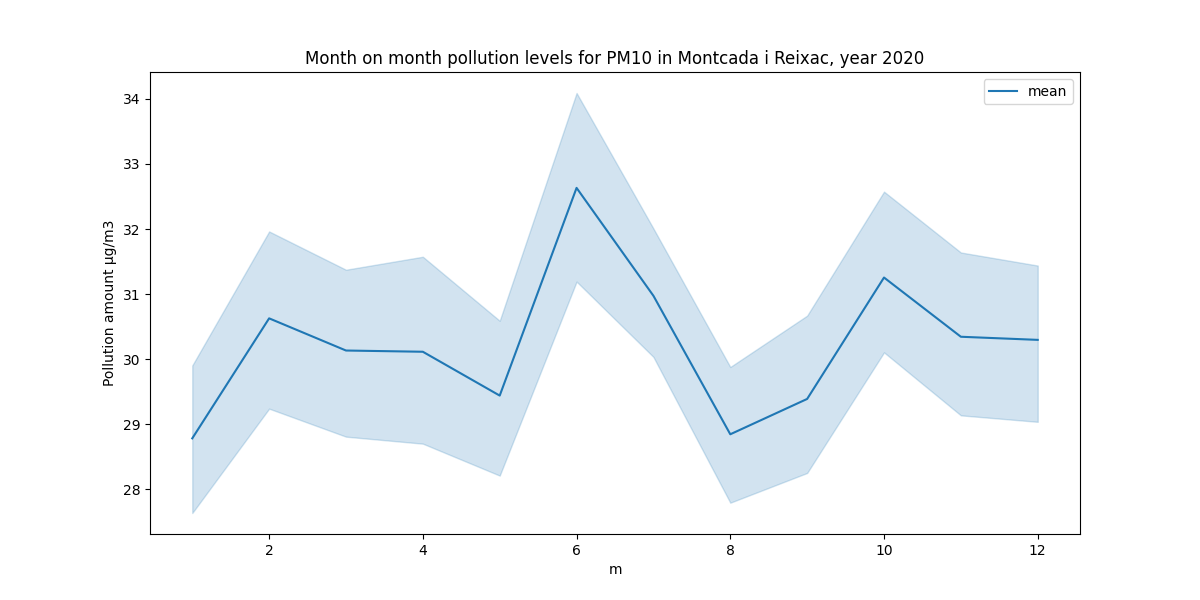 Month on month pollution levels for PM10 in Montcada i Reixac, year 2020
mean
Pollution amount µg/m3
34
33
32
31
30
29
28
2 4 6 8 10 12
m